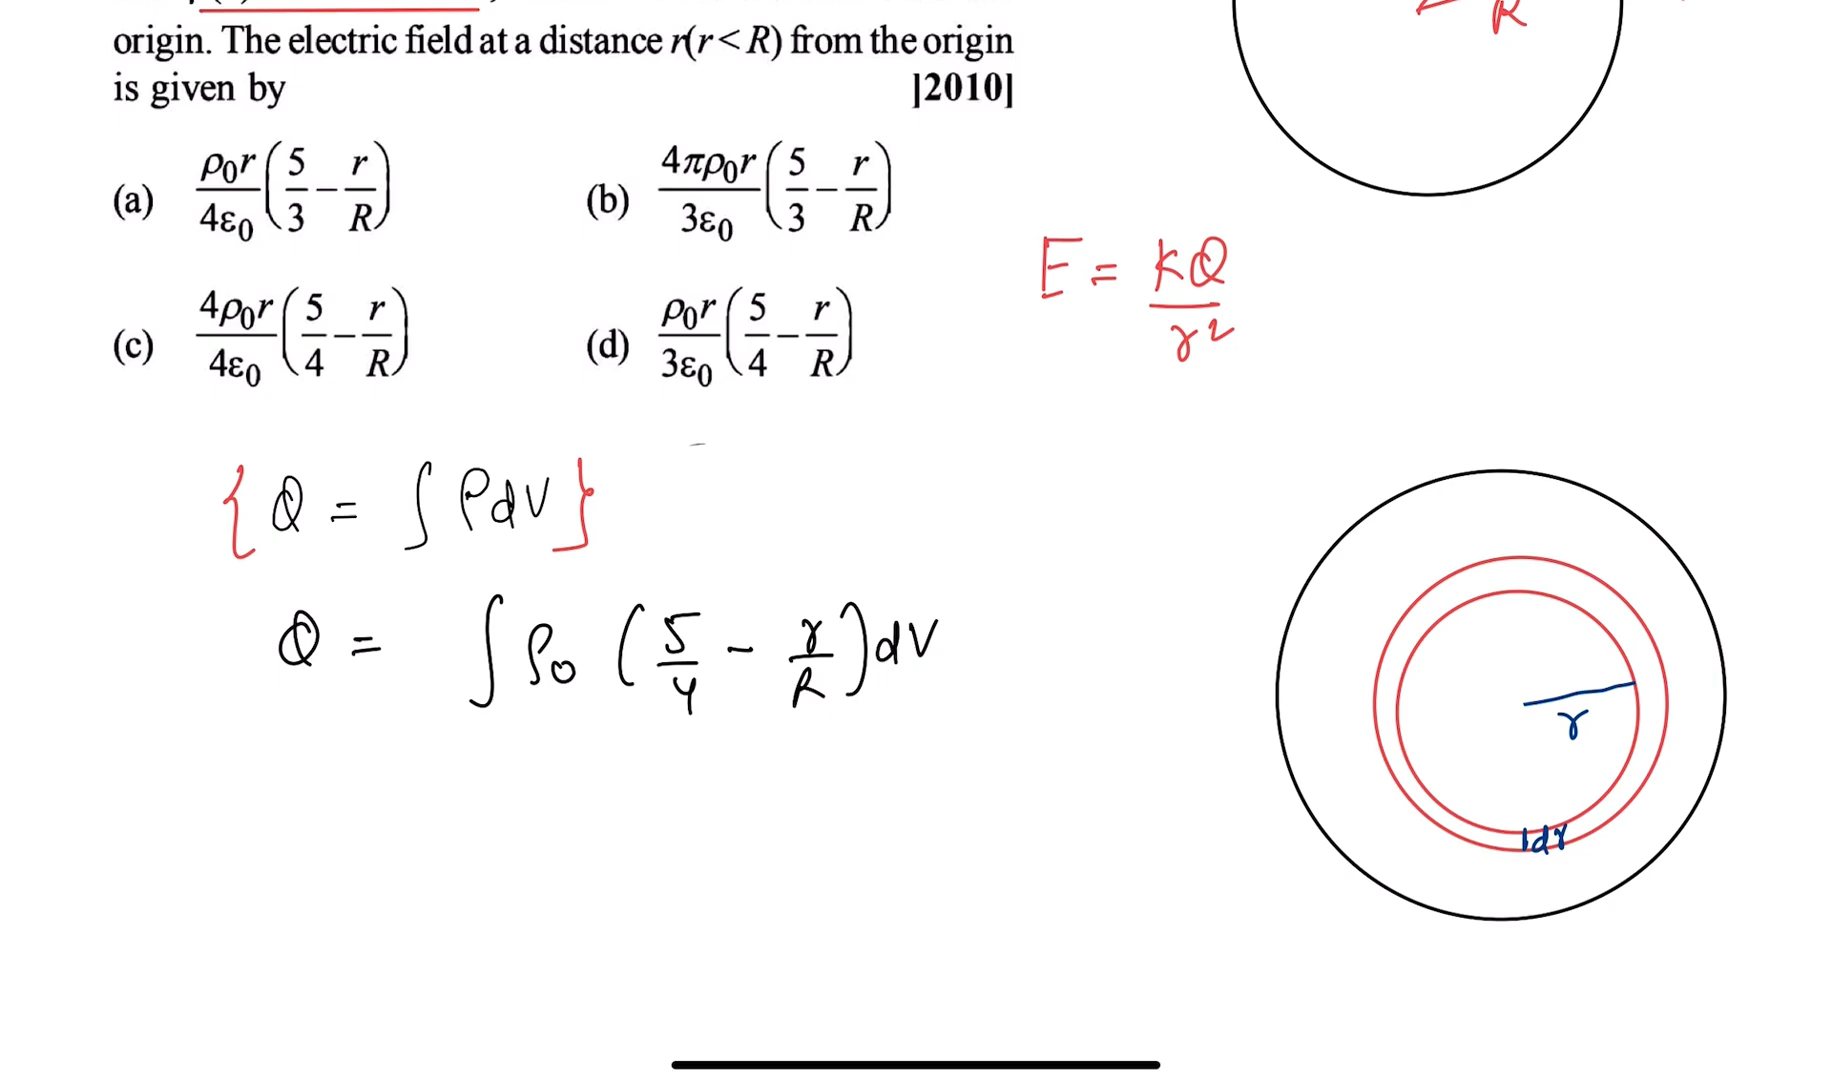 origin. The electric field at a distance r(r < R) from the origin
is given by ]2010]
(a) ρ₀r/4ε₀ (5/3 − r/R) (b) 4πρ₀r/3ε₀ (5/3 − r/R)
(c) 4ρ₀r/4ε₀ (5/4 − r/R) (d) ρ₀r/3ε₀ (5/4 − r/R)
R
E = kQ/r²
{ Q = ∫ ρdV }
Q = ∫ ρ₀ (5/4 − r/R) dV
r
dr